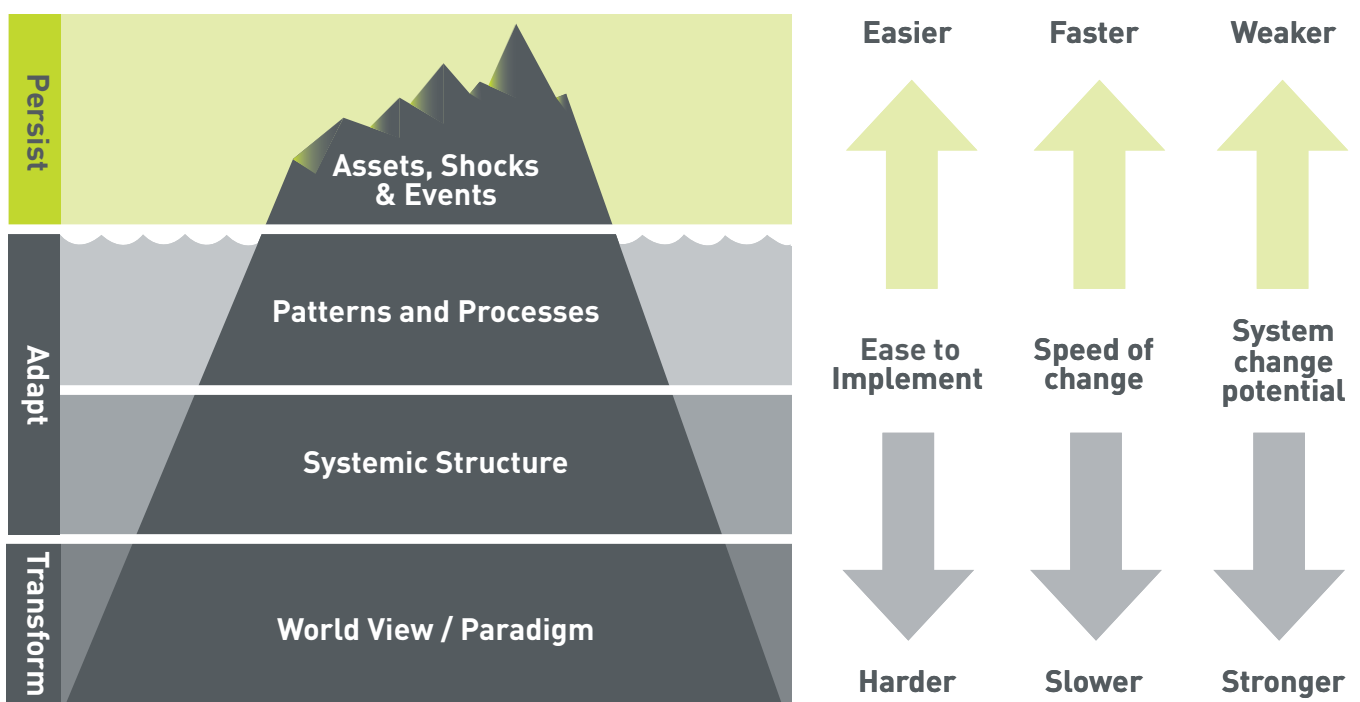 Persist
Assets, Shocks
& Events
Adapt
Patterns and Processes
Systemic Structure
Transform
World View / Paradigm
Easier
Faster
Weaker
Ease to
Implement
Speed of
change
System
change
potential
Harder
Slower
Stronger